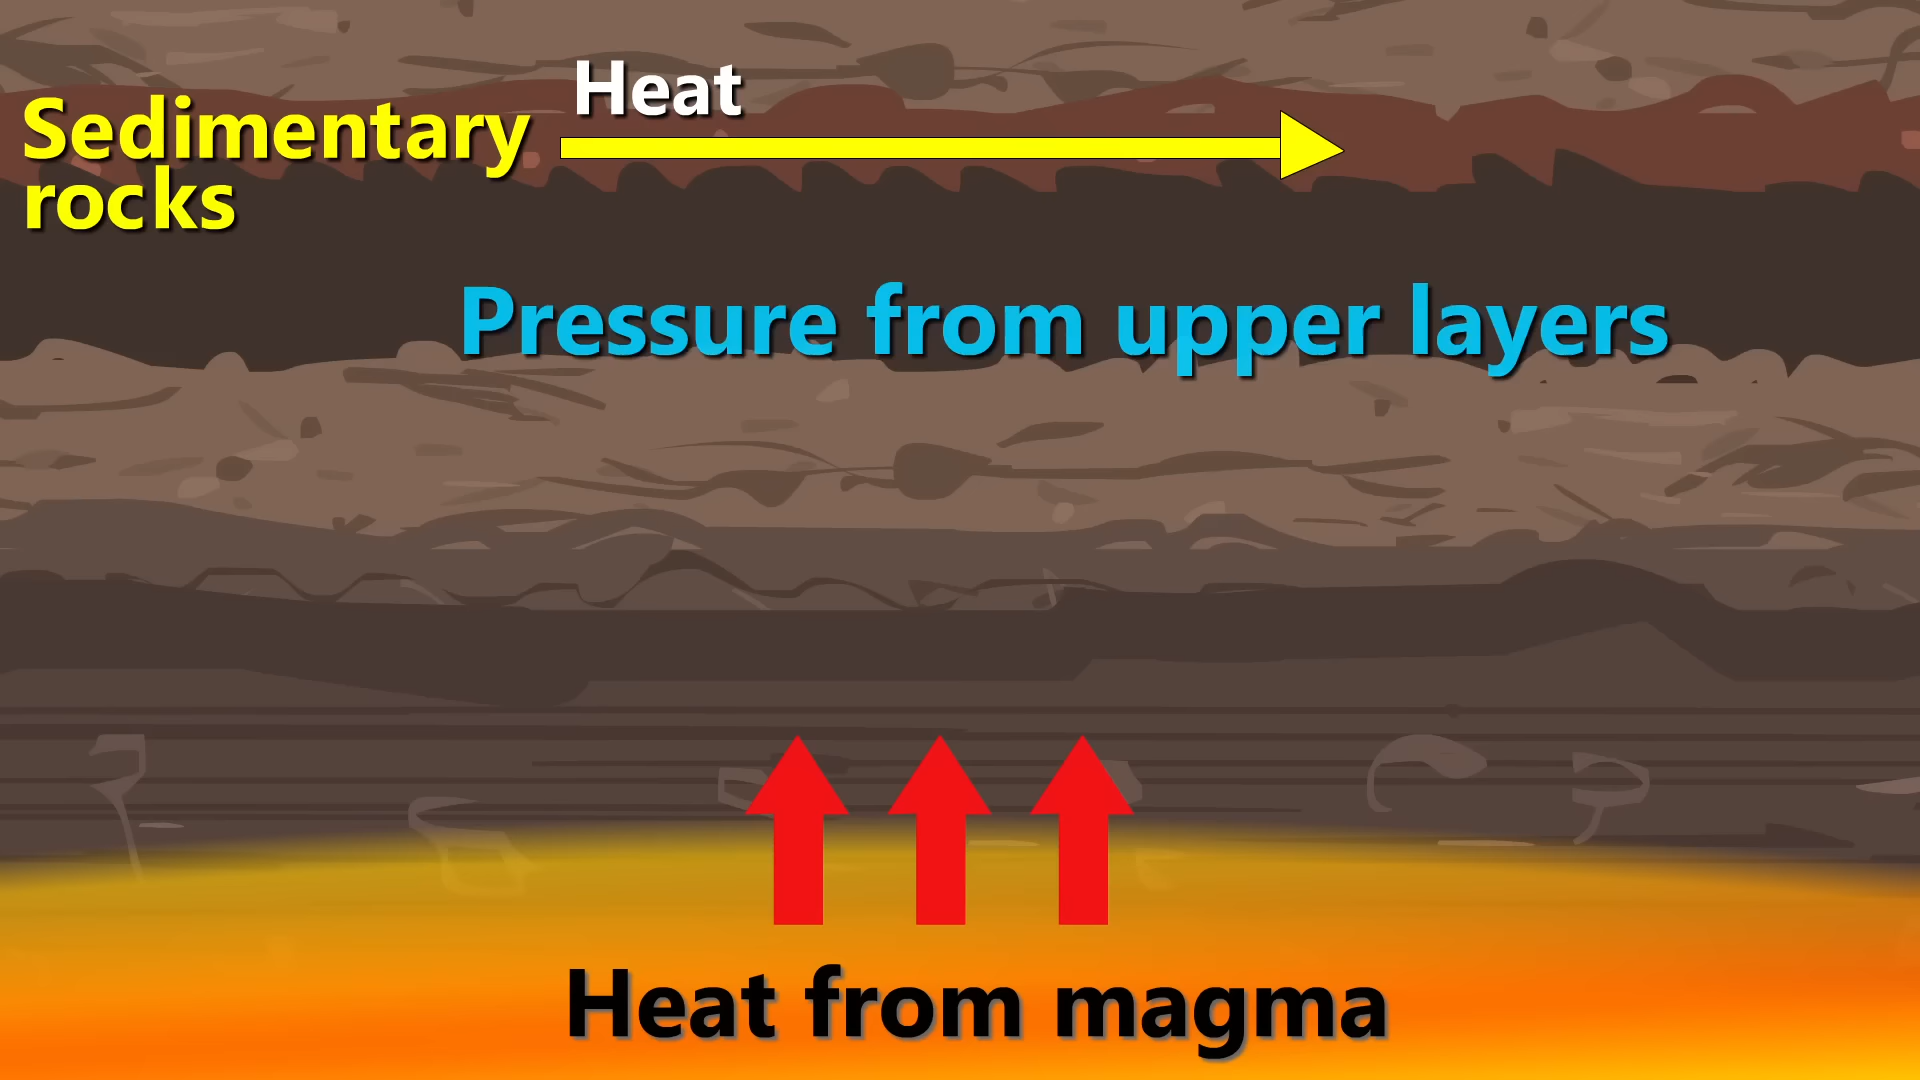 Heat
Sedimentary
rocks
Pressure from upper layers
Heat from magma